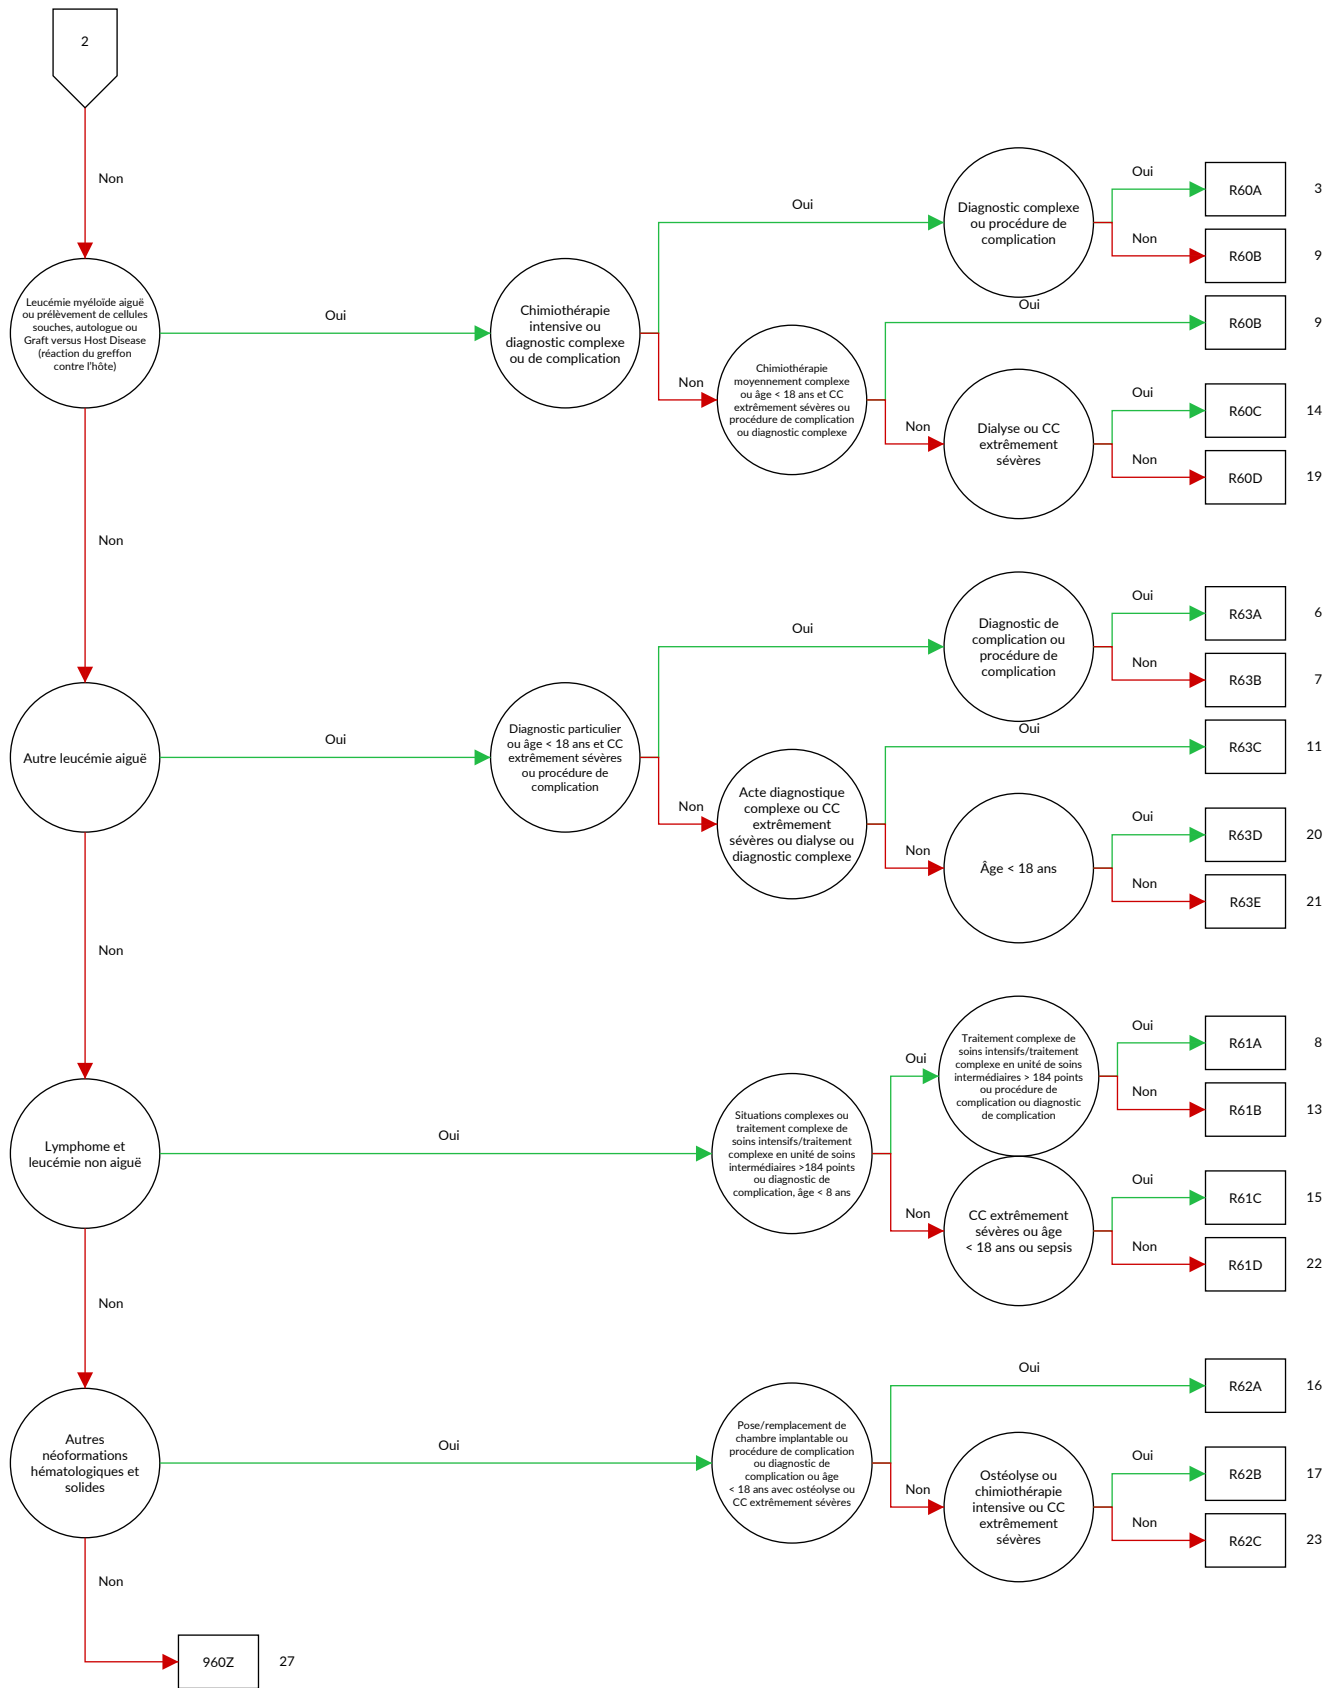 2
Non
Leucémie myéloïde aiguë
ou prélèvement de cellules
souches, autologue ou
Graft versus Host Disease
(réaction du greffon
contre l'hôte)
Oui
Chimiothérapie
intensive ou
diagnostic complexe
ou de complication
Oui
Diagnostic complexe
ou procédure de
complication
Oui
R60A 3
Non
R60B 9
Non
Chimiothérapie
moyennement complexe
ou âge < 18 ans et CC
extrêmement sévères ou
procédure de complication
ou diagnostic complexe
Oui
R60B 9
Non
Dialyse ou CC
extrêmement
sévères
Oui
R60C 14
Non
R60D 19
Non
Autre leucémie aiguë
Oui
Diagnostic particulier
ou âge < 18 ans et CC
extrêmement sévères
ou procédure de
complication
Oui
Diagnostic de
complication ou
procédure de
complication
Oui
R63A 6
Non
R63B 7
Non
Acte diagnostique
complexe ou CC
extrêmement
sévères ou dialyse ou
diagnostic complexe
Oui
R63C 11
Non
Âge < 18 ans
Oui
R63D 20
Non
R63E 21
Non
Lymphome et
leucémie non aiguë
Oui
Situations complexes ou
traitement complexe de
soins intensifs/traitement
complexe en unité de soins
intermédiaires >184 points
ou diagnostic de
complication, âge < 8 ans
Oui
Traitement complexe de
soins intensifs/traitement
complexe en unité de soins
intermédiaires > 184 points
ou procédure de
complication ou diagnostic
de complication
Oui
R61A 8
Non
R61B 13
Non
CC extrêmement
sévères ou âge
< 18 ans ou sepsis
Oui
R61C 15
Non
R61D 22
Non
Autres
néoformations
hématologiques et
solides
Oui
Pose/remplacement de
chambre implantable ou
procédure de complication
ou diagnostic de
complication ou âge
< 18 ans avec ostéolyse ou
CC extrêmement sévères
Oui
R62A 16
Non
Ostéolyse ou
chimiothérapie
intensive ou CC
extrêmement
sévères
Oui
R62B 17
Non
R62C 23
Non
960Z 27